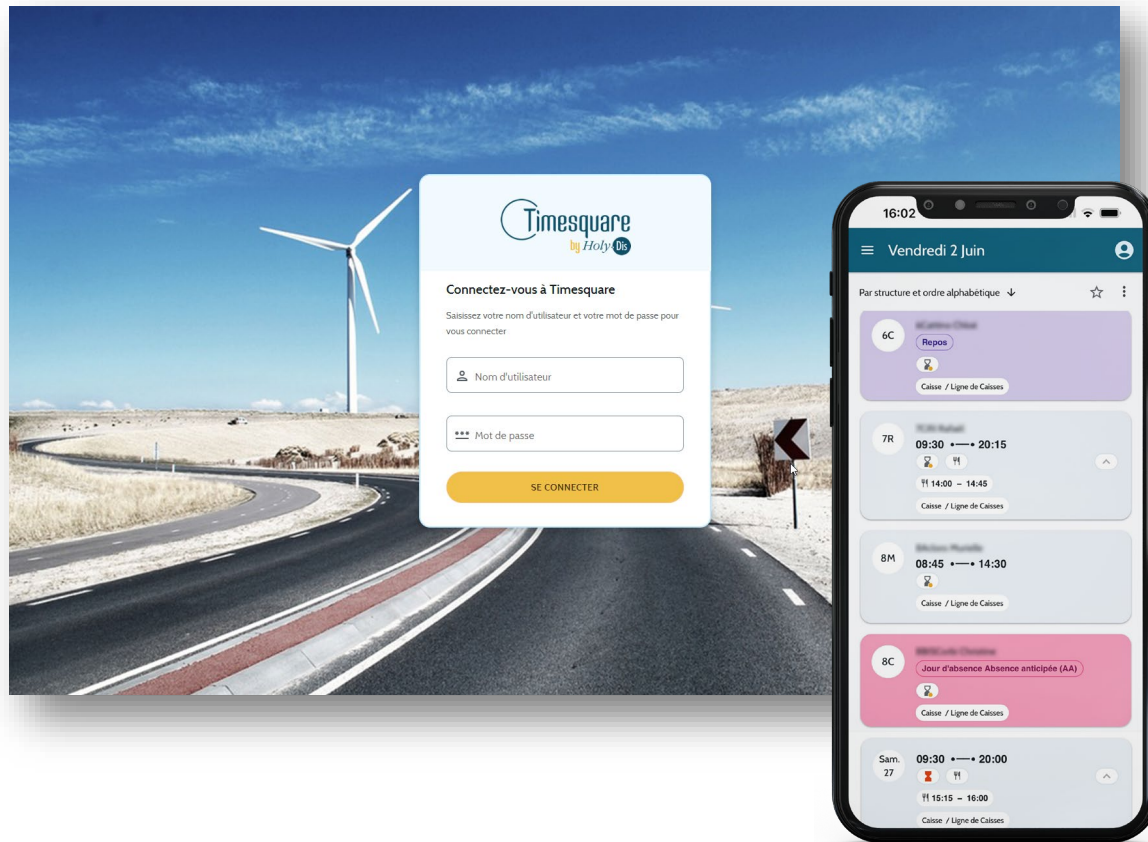 Timesquare
by Holy-Dis
Connectez-vous à Timesquare
Saisissez votre nom d'utilisateur et votre mot de passe pour
vous connecter
Nom d'utilisateur
*** Mot de passe
SE CONNECTER
16:02
Vendredi 2 Juin
Par structure et ordre alphabétique
6C
Repos
Caisse / Ligne de Caisses
7R
09:30 20:15
14:00 – 14:45
Caisse / Ligne de Caisses
8M
08:45 14:30
Caisse / Ligne de Caisses
8C
Jour d'absence Absence anticipée (AA)
Caisse / Ligne de Caisses
Sam.
27
09:30 20:00
15:15 – 16:00
Caisse / Ligne de Caisses